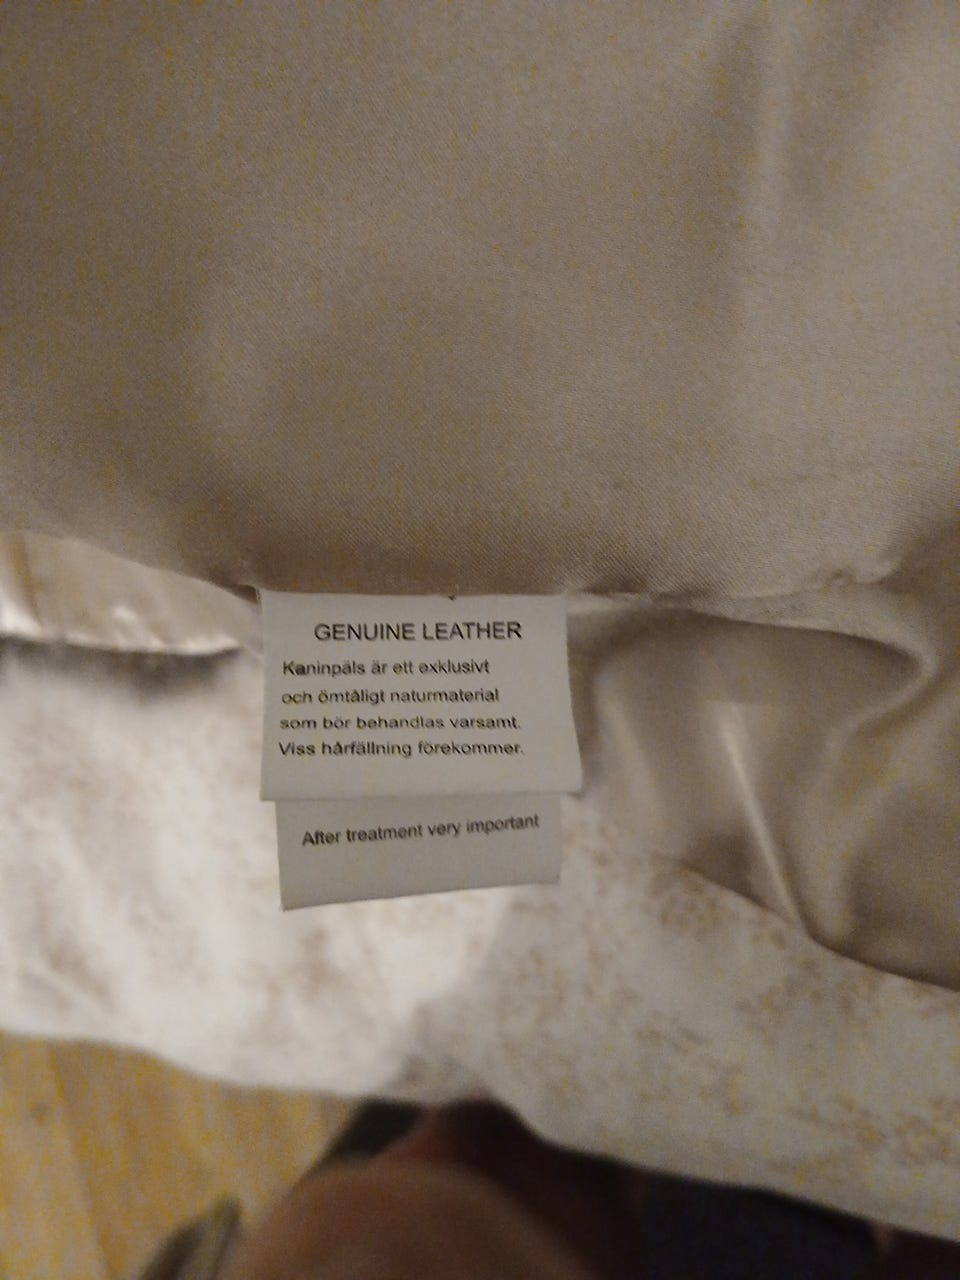 GENUINE LEATHER
Kaninpäls är ett exklusivt
och ömtåligt naturmaterial
som bör behandlas varsamt.
Viss hårfällning förekommer.
After treatment very important